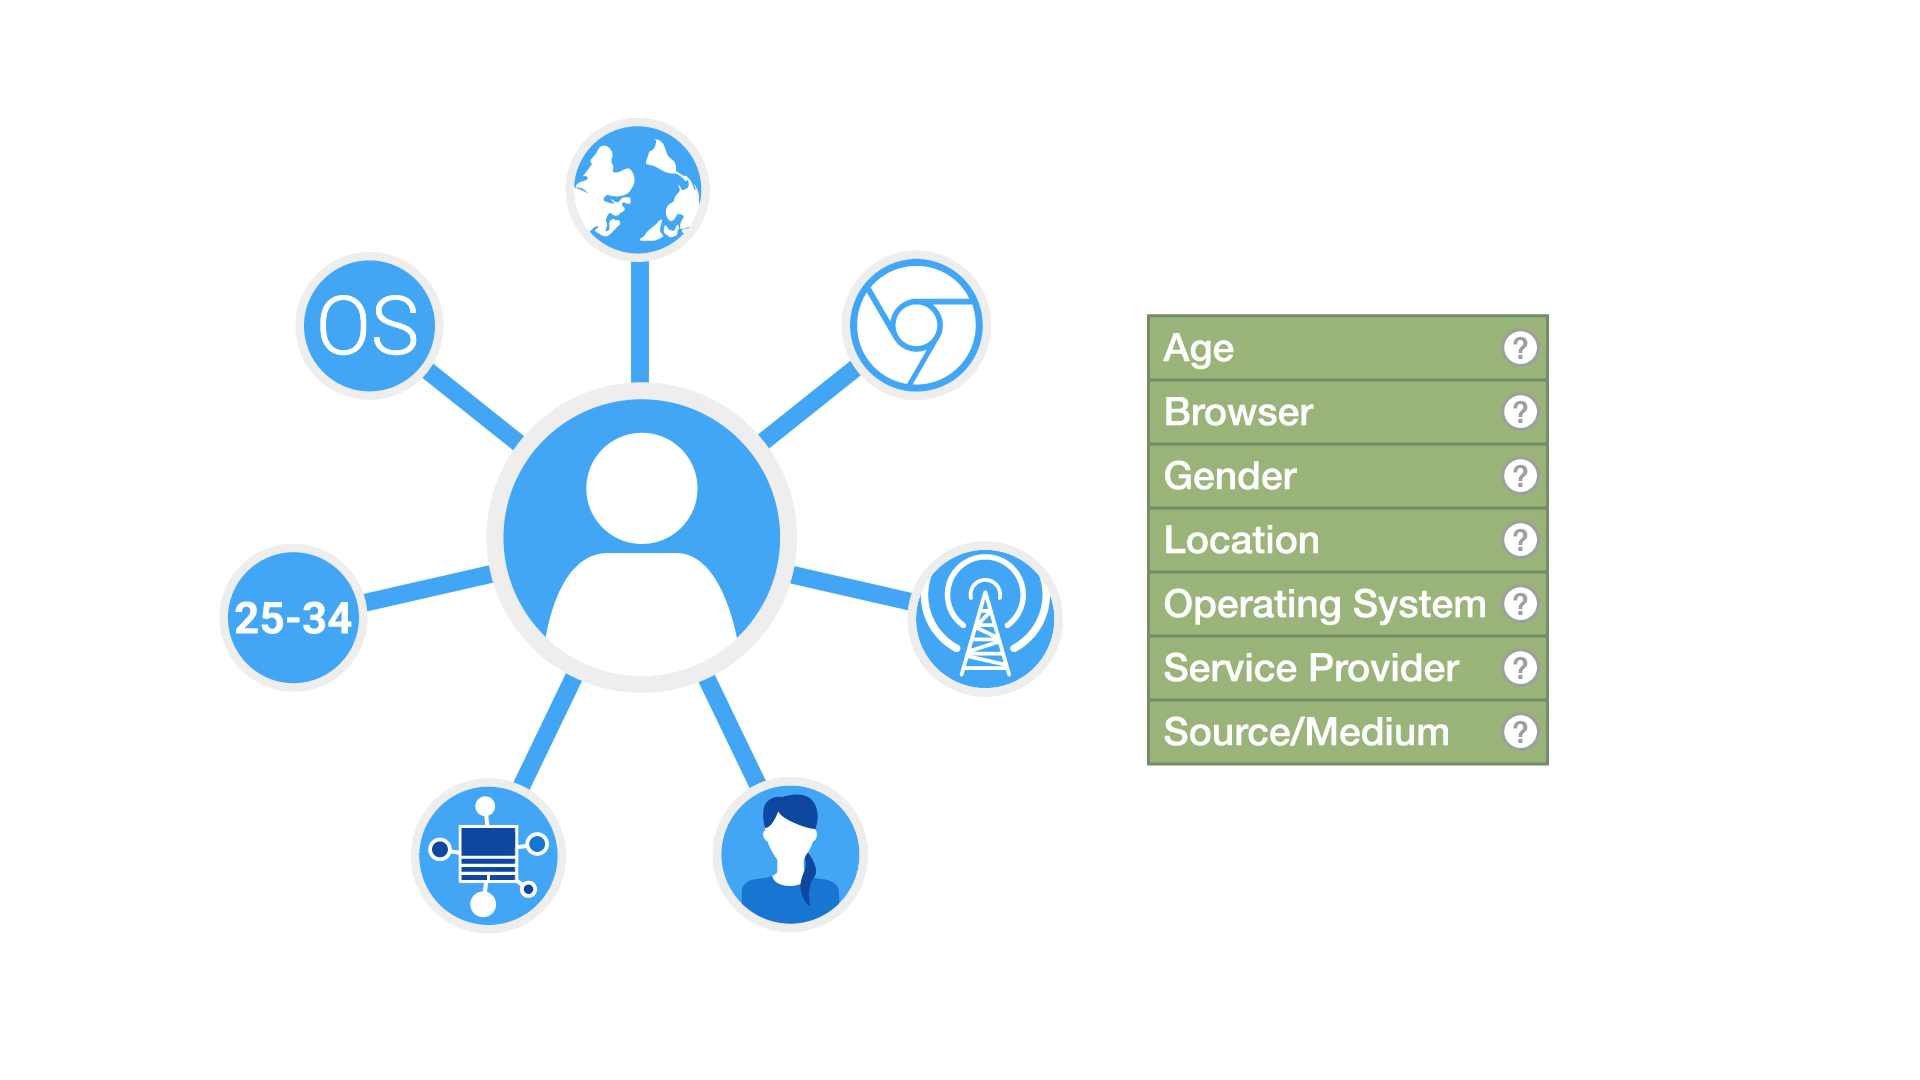 OS
25-34
Age ?
Browser ?
Gender ?
Location ?
Operating System ?
Service Provider ?
Source/Medium ?